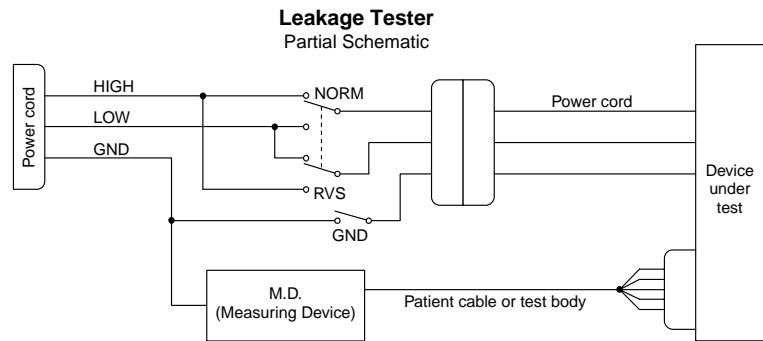 Leakage Tester
Partial Schematic
Power cord
HIGH
LOW
GND
NORM
RVS
GND
Power cord
Device
under
test
M.D.
(Measuring Device)
Patient cable or test body